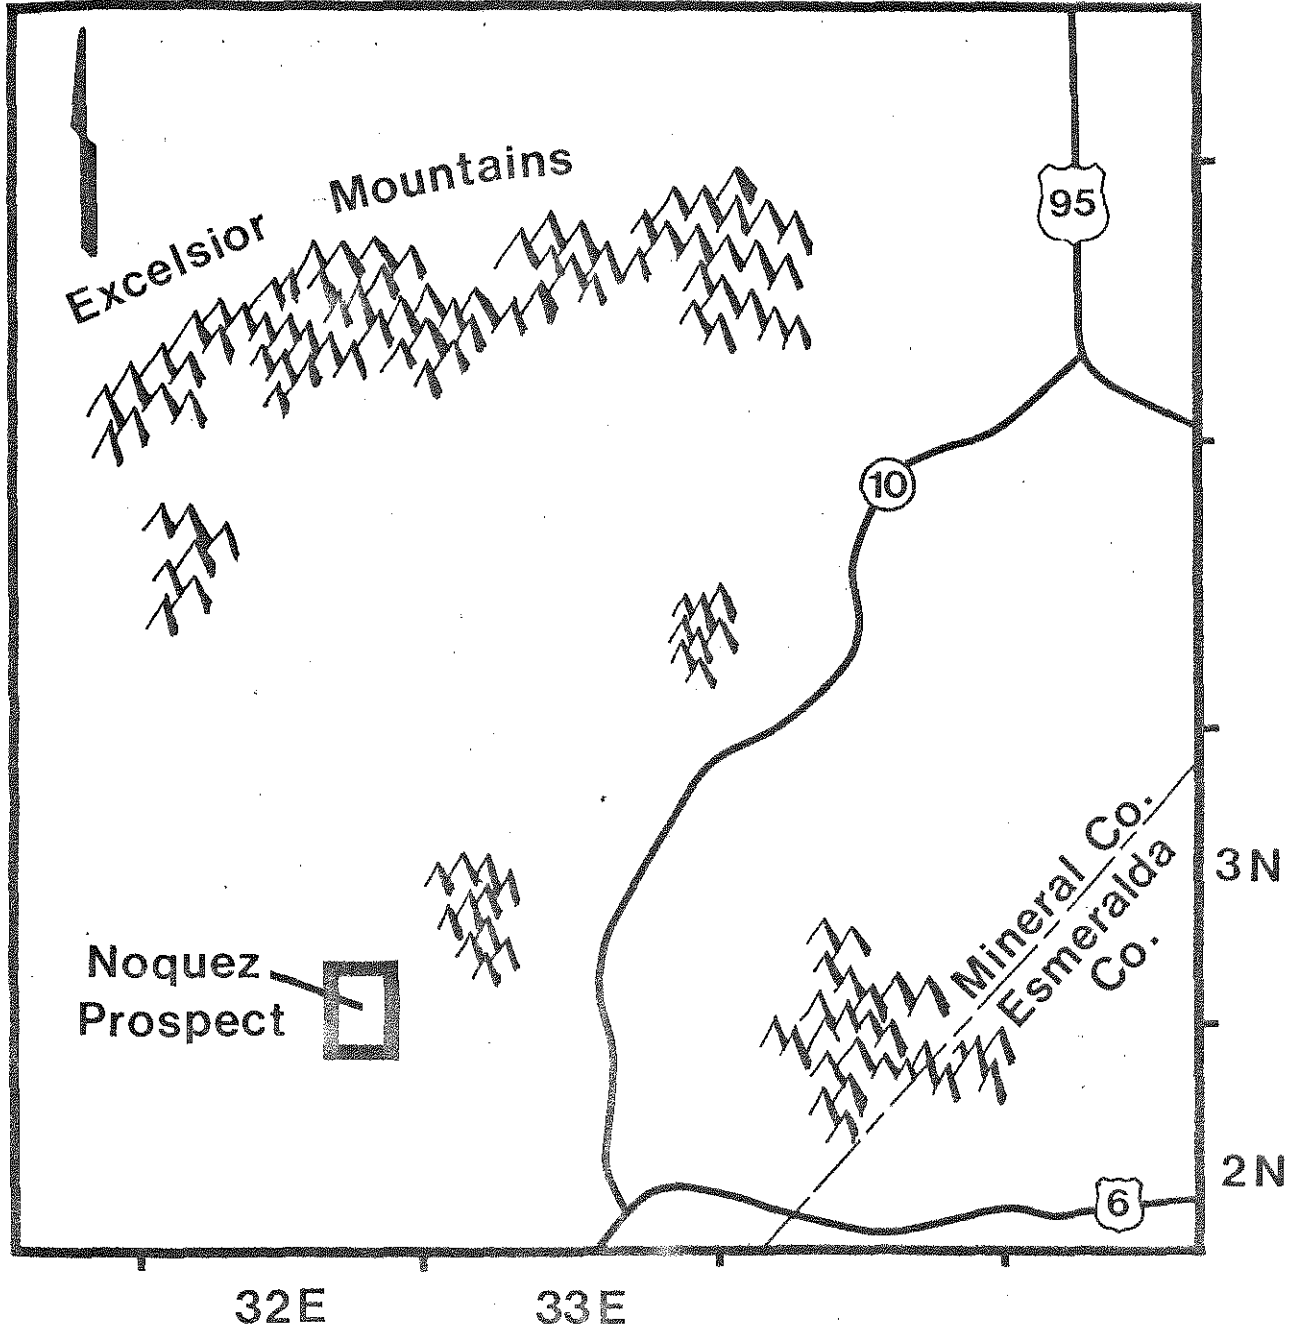 Excelsior Mountains
95
10
Mineral Co.
Esmeralda
Co.
3N
Noquez
Prospect
2N
6
32E
33E